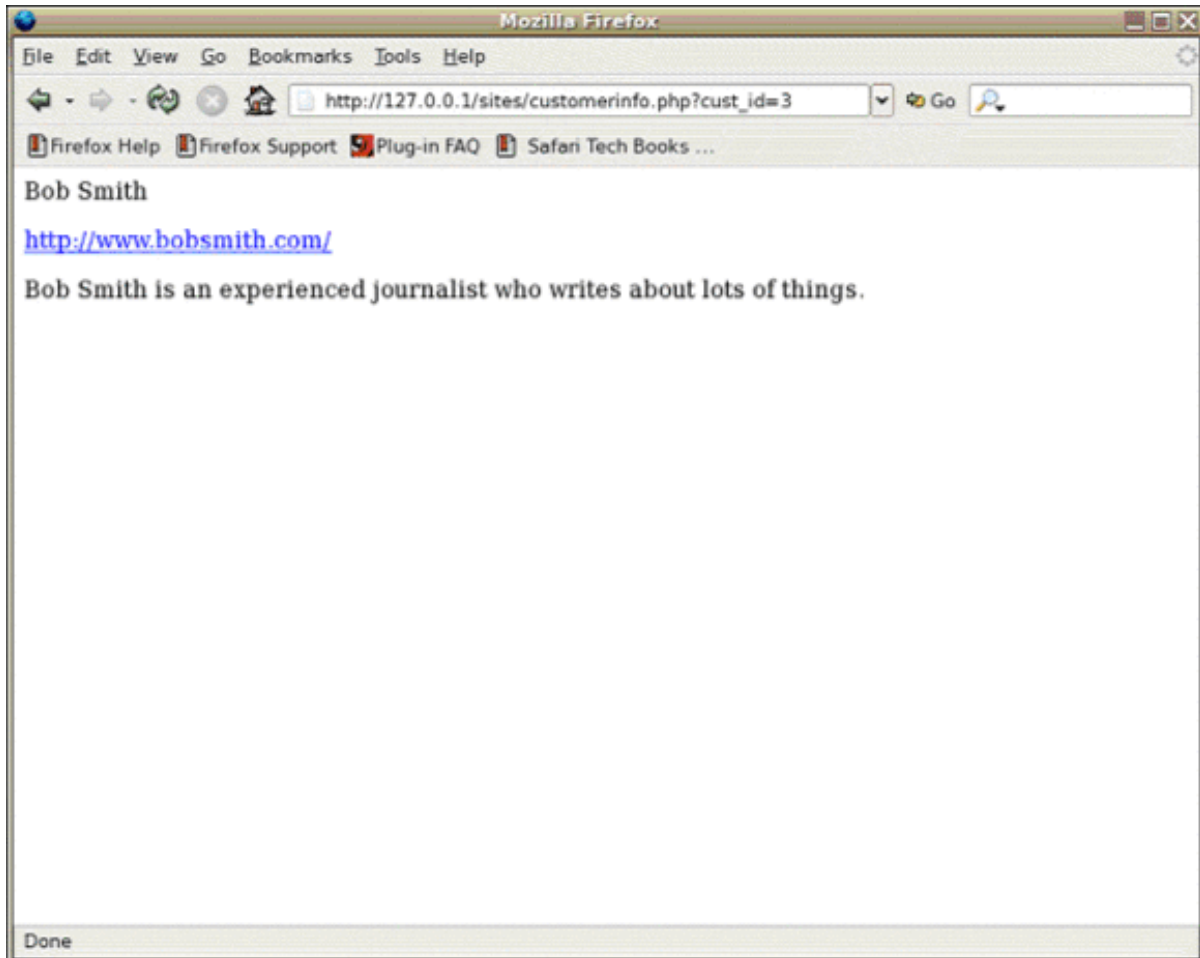 Mozilla Firefox
File Edit View Go Bookmarks Tools Help
http://127.0.0.1/sites/customerinfo.php?cust_id=3 Go
Firefox Help Firefox Support Plug-in FAQ Safari Tech Books ...
Bob Smith
http://www.bobsmith.com/
Bob Smith is an experienced journalist who writes about lots of things.
Done